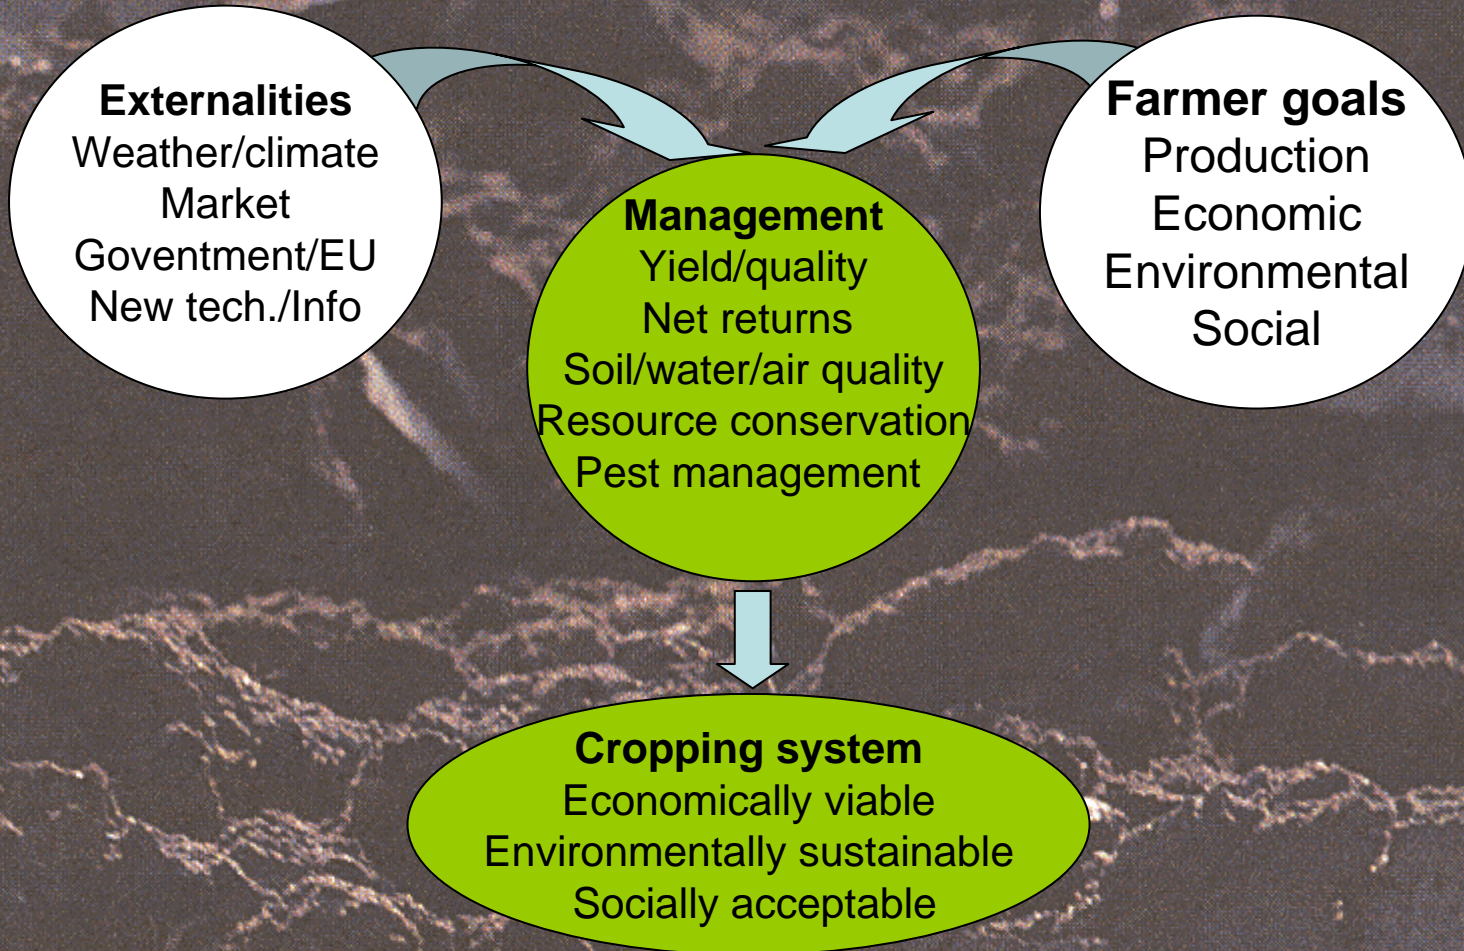 Externalities
Weather/climate
Market
Goventment/EU
New tech./Info
Farmer goals
Production
Economic
Environmental
Social
Management
Yield/quality
Net returns
Soil/water/air quality
Resource conservation
Pest management
Cropping system
Economically viable
Environmentally sustainable
Socially acceptable